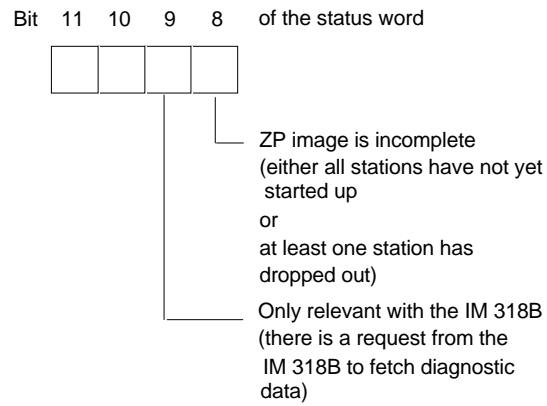 Bit 11 10 9 8 of the status word
ZP image is incomplete
(either all stations have not yet
started up
or
at least one station has
dropped out)
Only relevant with the IM 318B
(there is a request from the
IM 318B to fetch diagnostic
data)